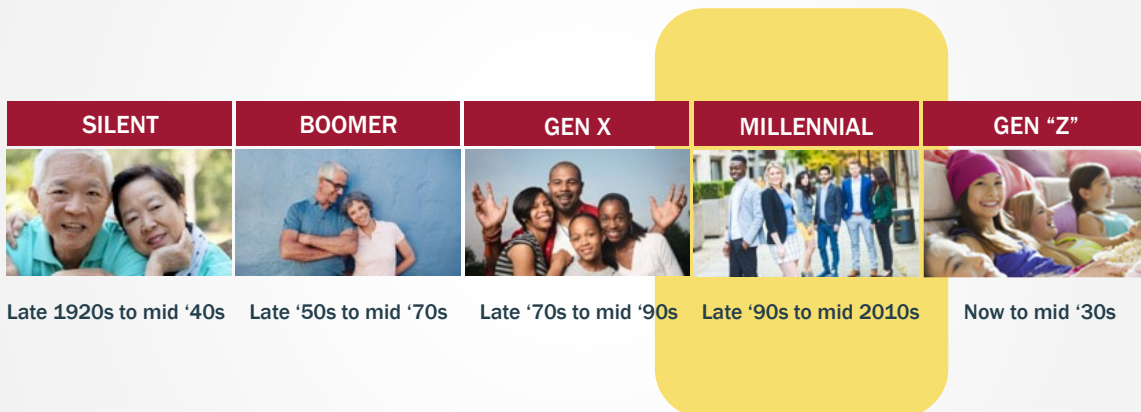 SILENT
BOOMER
GEN X
MILLENNIAL
GEN “Z”
Late 1920s to mid ‘40s
Late ‘50s to mid ‘70s
Late ‘70s to mid ‘90s
Late ‘90s to mid 2010s
Now to mid ‘30s